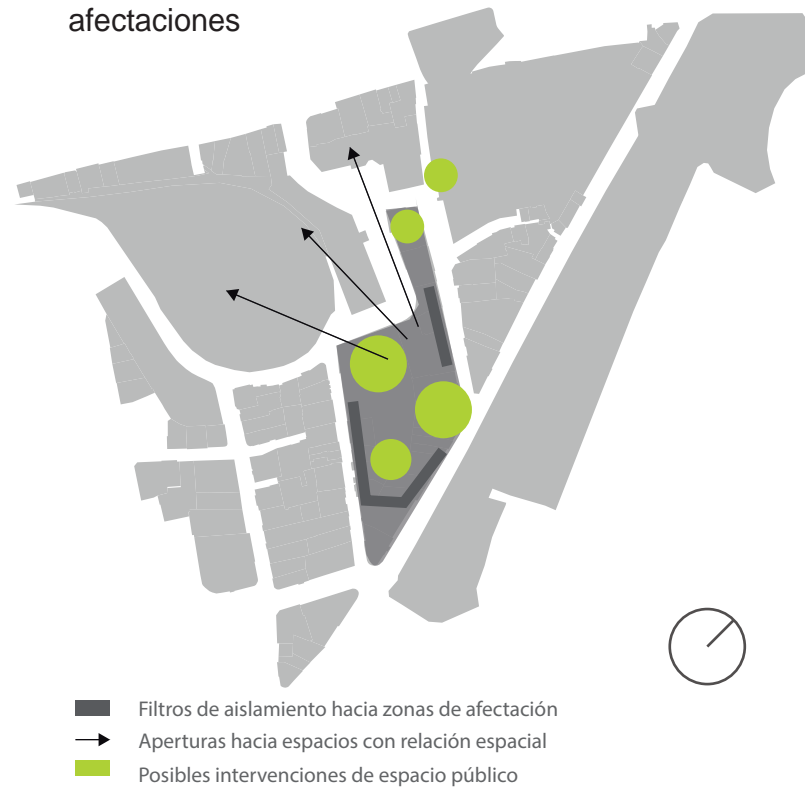 afectaciones
Filtros de aislamiento hacia zonas de afectación
Aperturas hacia espacios con relación espacial
Posibles intervenciones de espacio público